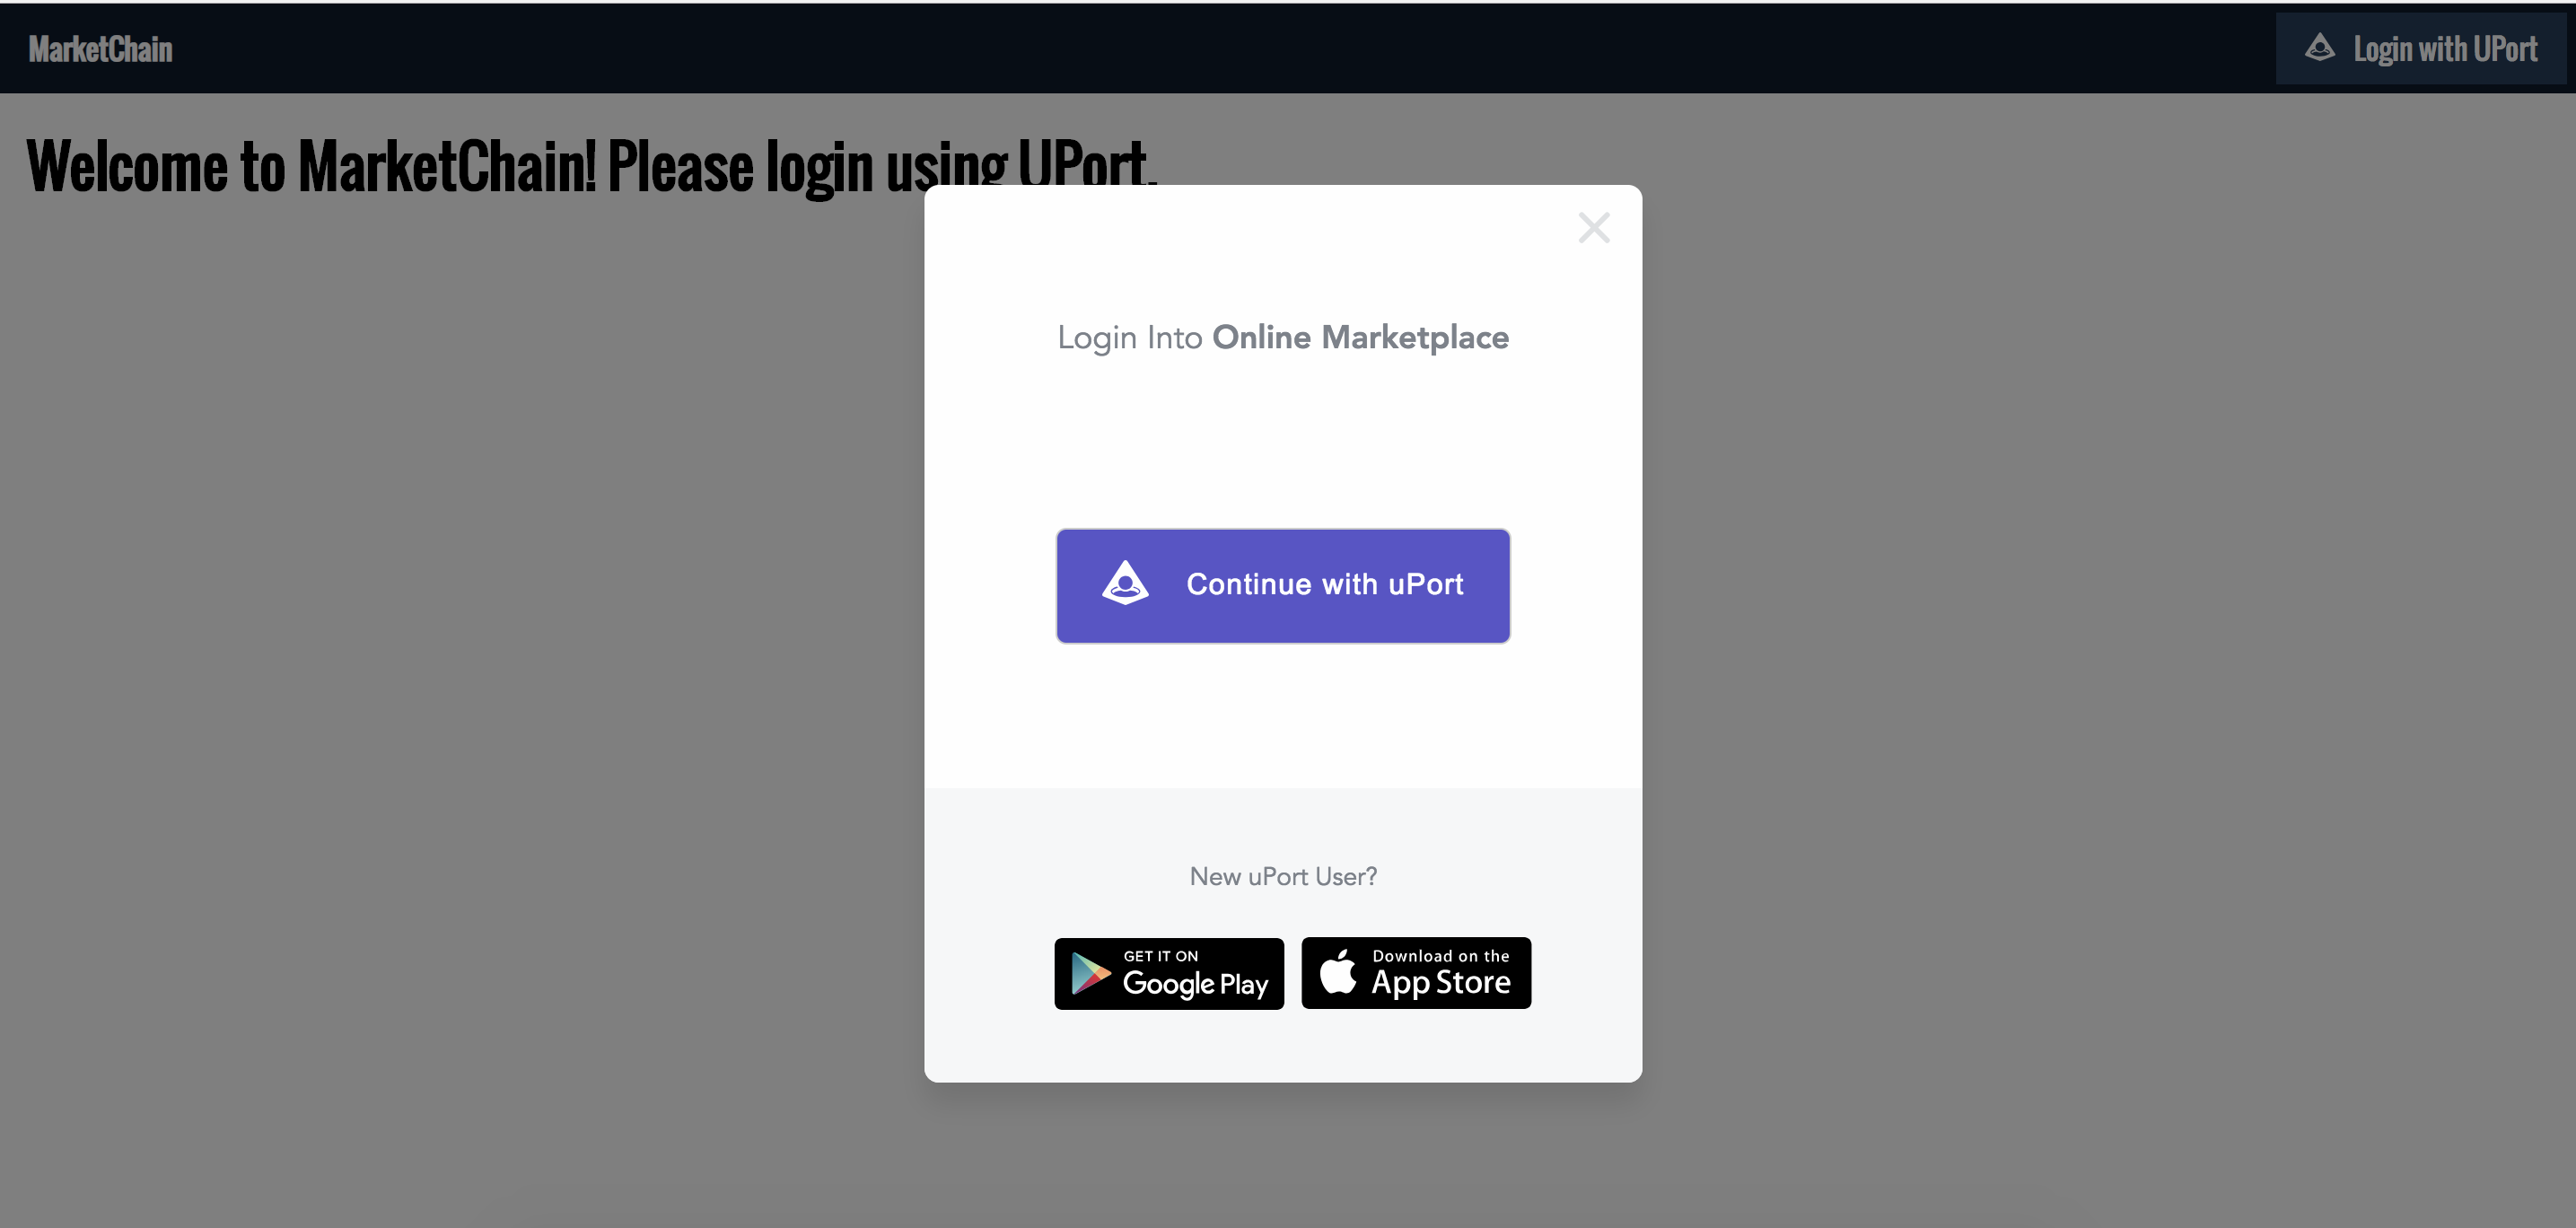 MarketChain
Login with UPort
Welcome to MarketChain! Please login using UPort.
Login Into Online Marketplace
Continue with uPort
New uPort User?
GET IT ON
Google Play
Download on the
App Store